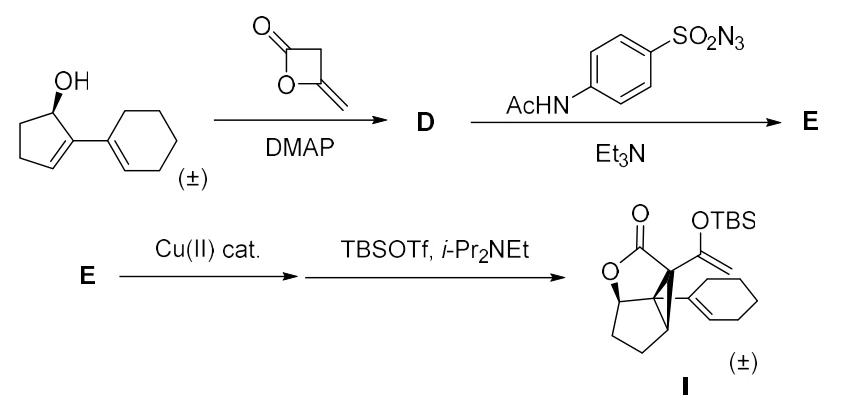 OH
(±)
O
O
DMAP
D
SO₂N₃
AcHN
Et₃N
E
E
Cu(II) cat.
TBSOTf, i-Pr₂NEt
O
OTBS
O
(±)
I